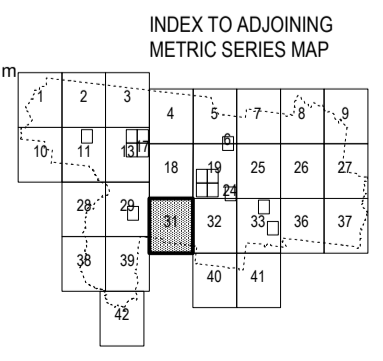 INDEX TO ADJOINING
METRIC SERIES MAP
m
1 2 3 4 5 7 8 9
6
10 11 13 17 18 19 25 26 27
24
28 29 31 32 33 36 37
38 39 40 41
42